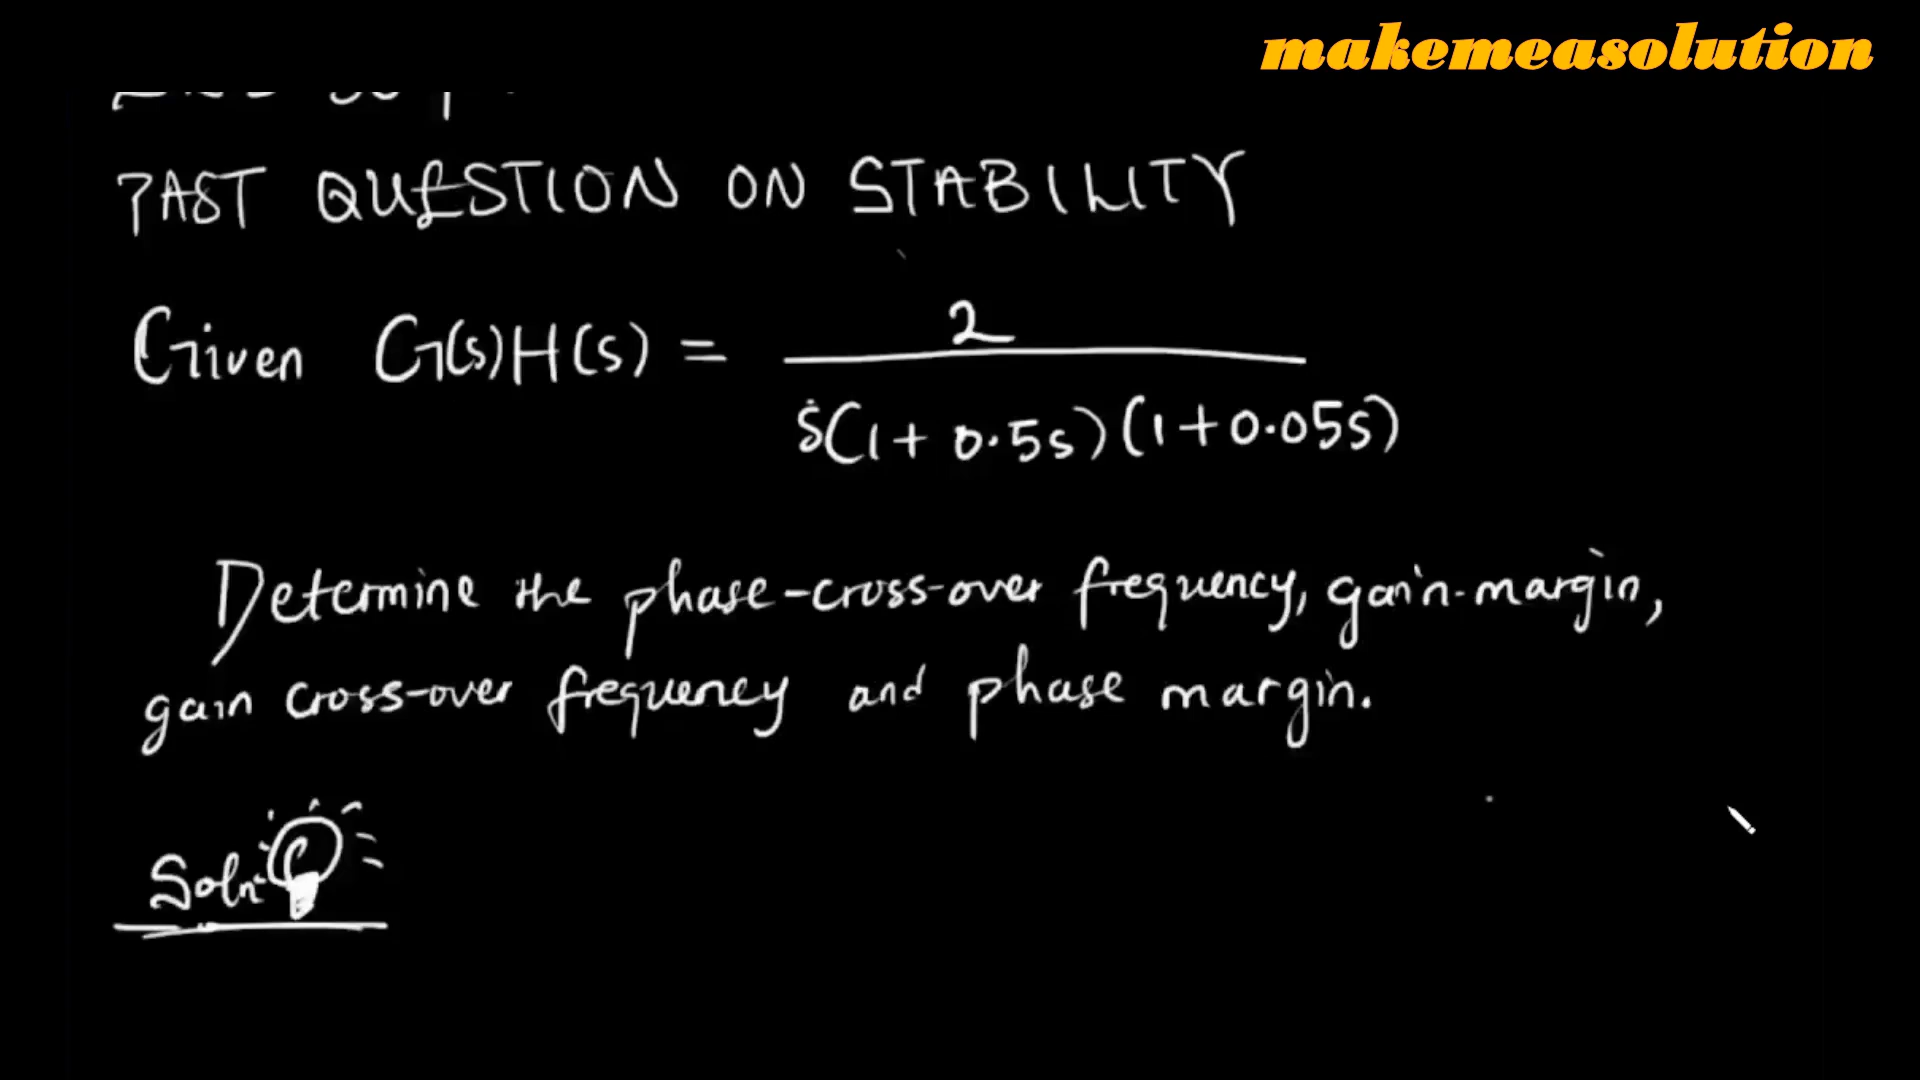 makemeasolution
PAST QUESTION ON STABILITY
Given G(s)H(s) = 2
s(1+0.5s)(1+0.05s)
Determine the phase-cross-over frequency, gain-margin,
gain cross-over frequency and phase margin.
Soln